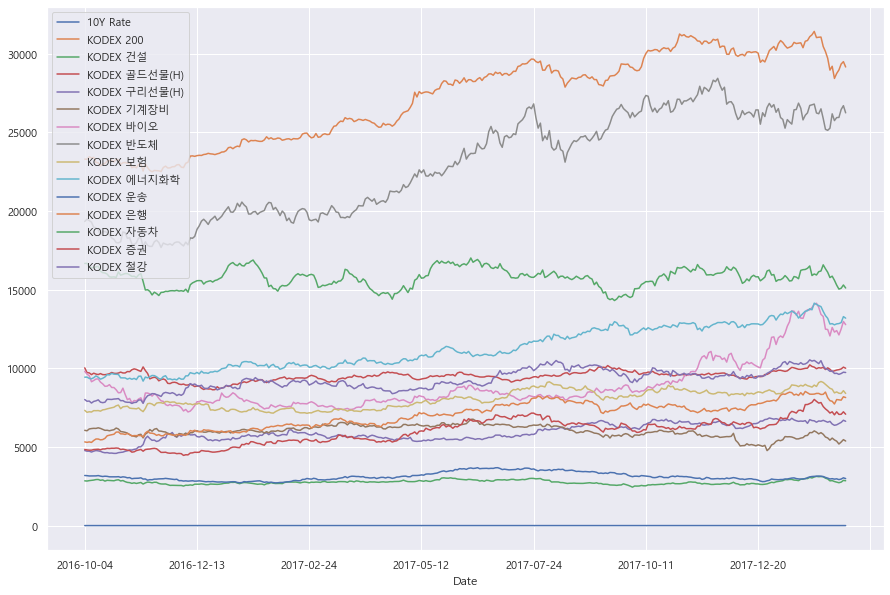 10Y Rate
KODEX 200
KODEX 건설
KODEX 골드선물(H)
KODEX 구리선물(H)
KODEX 기계장비
KODEX 바이오
KODEX 반도체
KODEX 보험
KODEX 에너지화학
KODEX 운송
KODEX 은행
KODEX 자동차
KODEX 증권
KODEX 철강
30000
25000
20000
15000
10000
5000
0
2016-10-04 2016-12-13 2017-02-24 2017-05-12 2017-07-24 2017-10-11 2017-12-20
Date